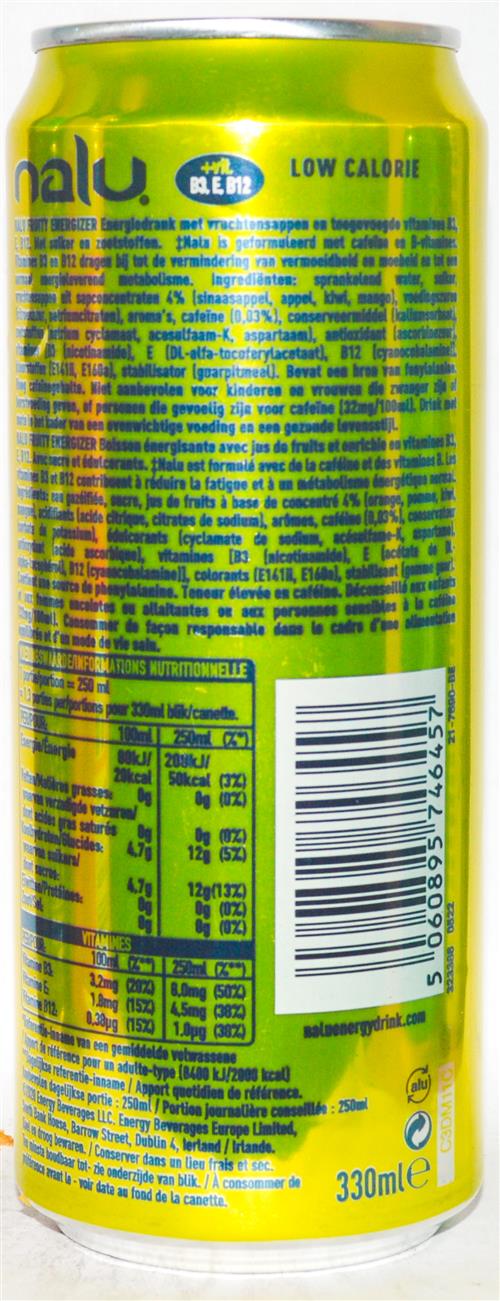 nalu.
+vit.
B3, E, B12
LOW CALORIE
NALU FRUITY ENERGIZER Energiedrank met vruchtensappen en toegevoegde vitamines B3,
E, B12. Met suiker en zoetstoffen. ‡Nalu is geformuleerd met cafeïne en B-vitamines.
Vitamines B3 en B12 dragen bij tot de vermindering van vermoeidheid en moeheid en tot een
normaal energieleverend metabolisme. Ingrediënten: sprankelend water, suiker,
vruchtensappen uit sapconcentraten 4% (sinaasappel, appel, kiwi, mango), voedingszuren
(citroenzuur, natriumcitraten), aroma's, cafeïne (0,03%), conserveermiddel (kaliumsorbaat),
zoetstoffen (natrium cyclamaat, acesulfaam-K, aspartaam), antioxidant (ascorbinezuur),
vitamines (B3 (nicotinamide), E (DL-alfa-tocoferylacetaat), B12 (cyanocobalamine)),
kleurstoffen (E141ii, E160a), stabilisator (guarpitmeel). Bevat een bron van fenylalanine.
Hoog cafeïnegehalte. Niet aanbevolen voor kinderen en vrouwen die zwanger zijn of
borstvoeding geven, of personen die gevoelig zijn voor cafeïne (32mg/100ml). Drink met
mate in het kader van een evenwichtige voeding en een gezonde levensstijl.
NALU FRUITY ENERGIZER Boisson énergisante avec jus de fruits et enrichie en vitamines B3,
E, B12. Avec sucre et édulcorants. ‡Nalu est formulé avec de la caféine et des vitamines B. Les
vitamines B3 et B12 contribuent à réduire la fatigue et à un métabolisme énergétique normal.
Ingrédients: eau gazéifiée, sucre, jus de fruits à base de concentré 4% (orange, pomme, kiwi,
mangue), acidifiants (acide citrique, citrates de sodium), arômes, caféine (0,03%), conservateur
(sorbate de potassium), édulcorants (cyclamate de sodium, acésulfame-K, aspartame),
antioxydant (acide ascorbique), vitamines (B3 (nicotinamide), E (acétate de
B12 (cyanocobalamine)), colorants (E141ii, E160a), stabilisant (gomme guar).
Contient une source de phénylalanine. Teneur élevée en caféine. Déconseillé aux enfants
et aux femmes enceintes ou allaitantes ou aux personnes sensibles à la caféine
(32mg/100ml). Consommer de façon responsable dans le cadre d'une alimentation
équilibrée et d'un mode de vie sain.
VOEDINGSWAARDE/INFORMATIONS NUTRITIONNELLE
portie/portion = 250 ml
= 1,3 porties per/portions pour 330ml blik/canette.
PER/POUR: 100ml 250ml (%*)
Energie/Énergie 80kJ/ 200kJ/
20kcal 50kcal (3%)
Vetten/Matières grasses: 0g 0g (0%)
waarvan verzadigde vetzuren/
dont acides gras saturés 0g 0g (0%)
Koolhydraten/Glucides: 4.7g 12g (5%)
waarvan suikers/
dont sucres: 4.7g 12g(13%)
Eiwitten/Protéines: 0g 0g (0%)
Zout/Sel: 0g 0g (0%)
VITAMINES
PER/POUR: 100ml (%**) 250ml (%**)
Vitamine B3: 3,2mg (20%) 8.0mg (50%)
Vitamine E: 1,8mg (15%) 4,5mg (38%)
Vitamine B12: 0,38µg (15%) 1,0µg (38%)
*Referentie-inname van een gemiddelde volwassene
/ Apport de référence pour un adulte-type (8400 kJ/2000 kcal)
**Dagelijkse referentie-inname / Apport quotidien de référence.
Aanbevolen dagelijkse portie : 250ml / Portion journalière conseillée : 250ml
©2020 Energy Beverages LLC. Energy Beverages Europe Limited,
South Bank House, Barrow Street, Dublin 4, Ierland / Irlande.
Koel en droog bewaren. / Conserver dans un lieu frais et sec.
Ten minste houdbaar tot- zie onderzijde van blik. / À consommer de
préférence avant le - voir date au fond de la canette.
5 060895 746457
21-7690-BE
323368 0822
naluenergydrink.com
alu
C3DM1TCI
330ml e